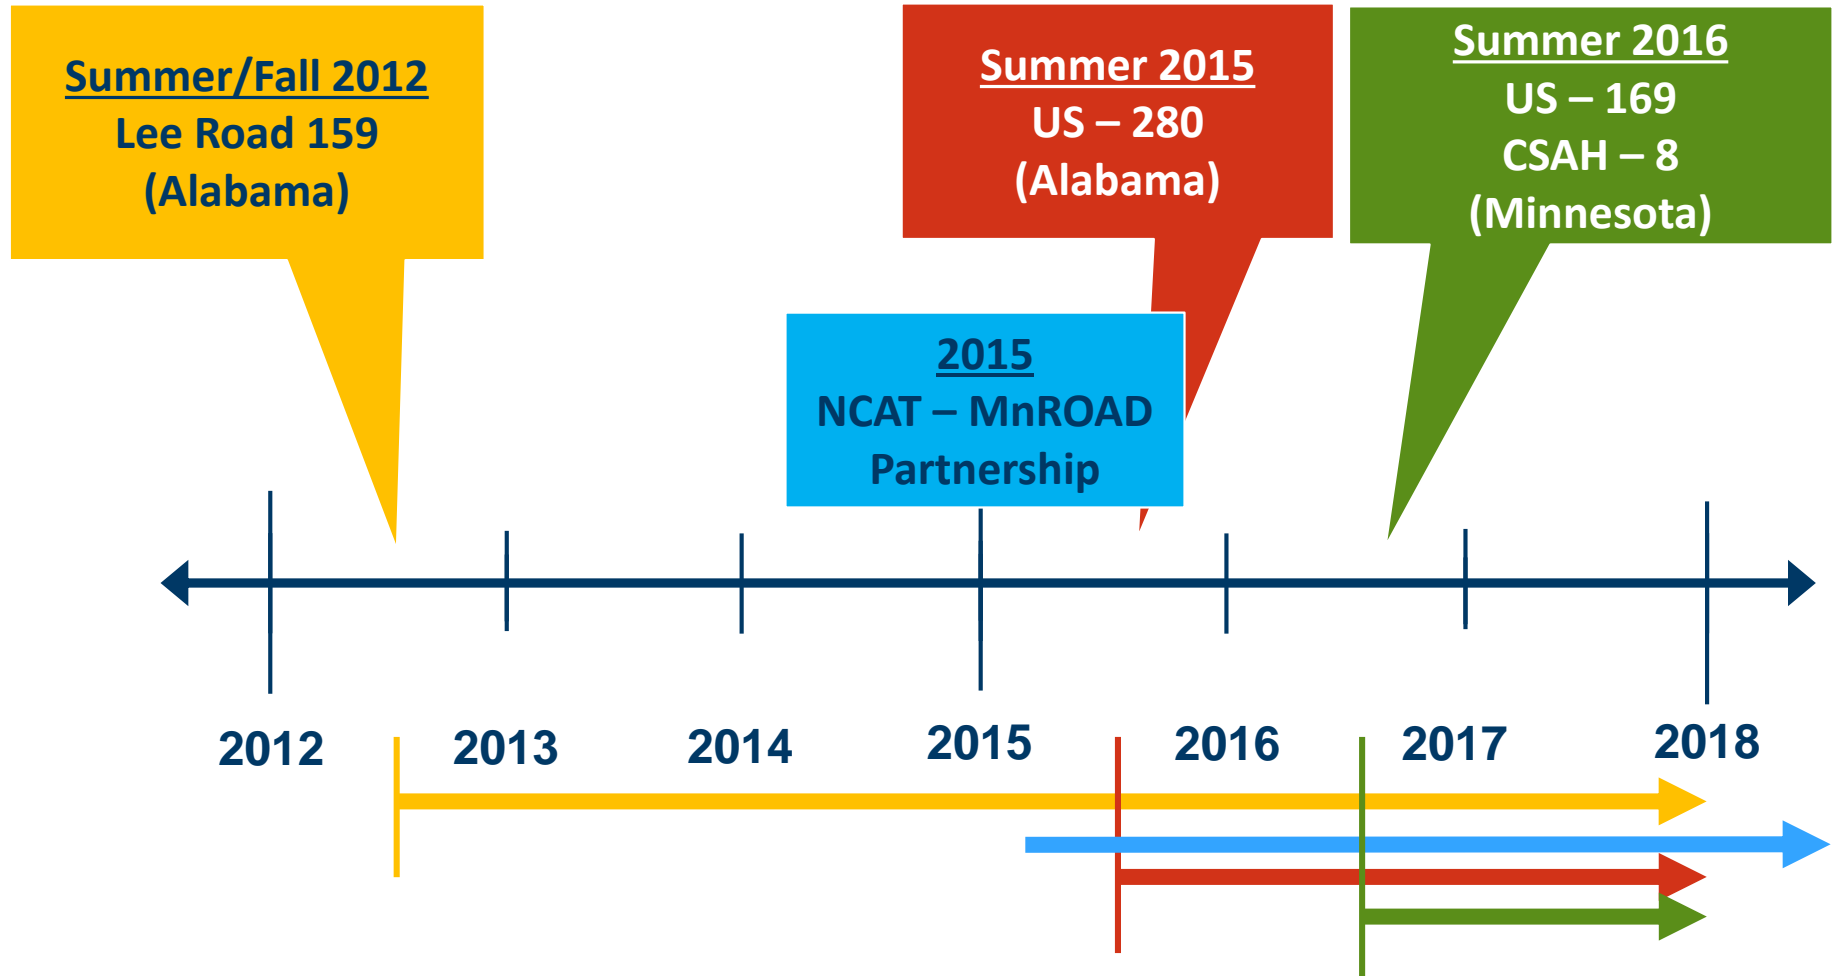 Summer/Fall 2012
Lee Road 159
(Alabama)
Summer 2015
US – 280
(Alabama)
Summer 2016
US – 169
CSAH – 8
(Minnesota)
2015
NCAT – MnROAD
Partnership
2012
2013
2014
2015
2016
2017
2018